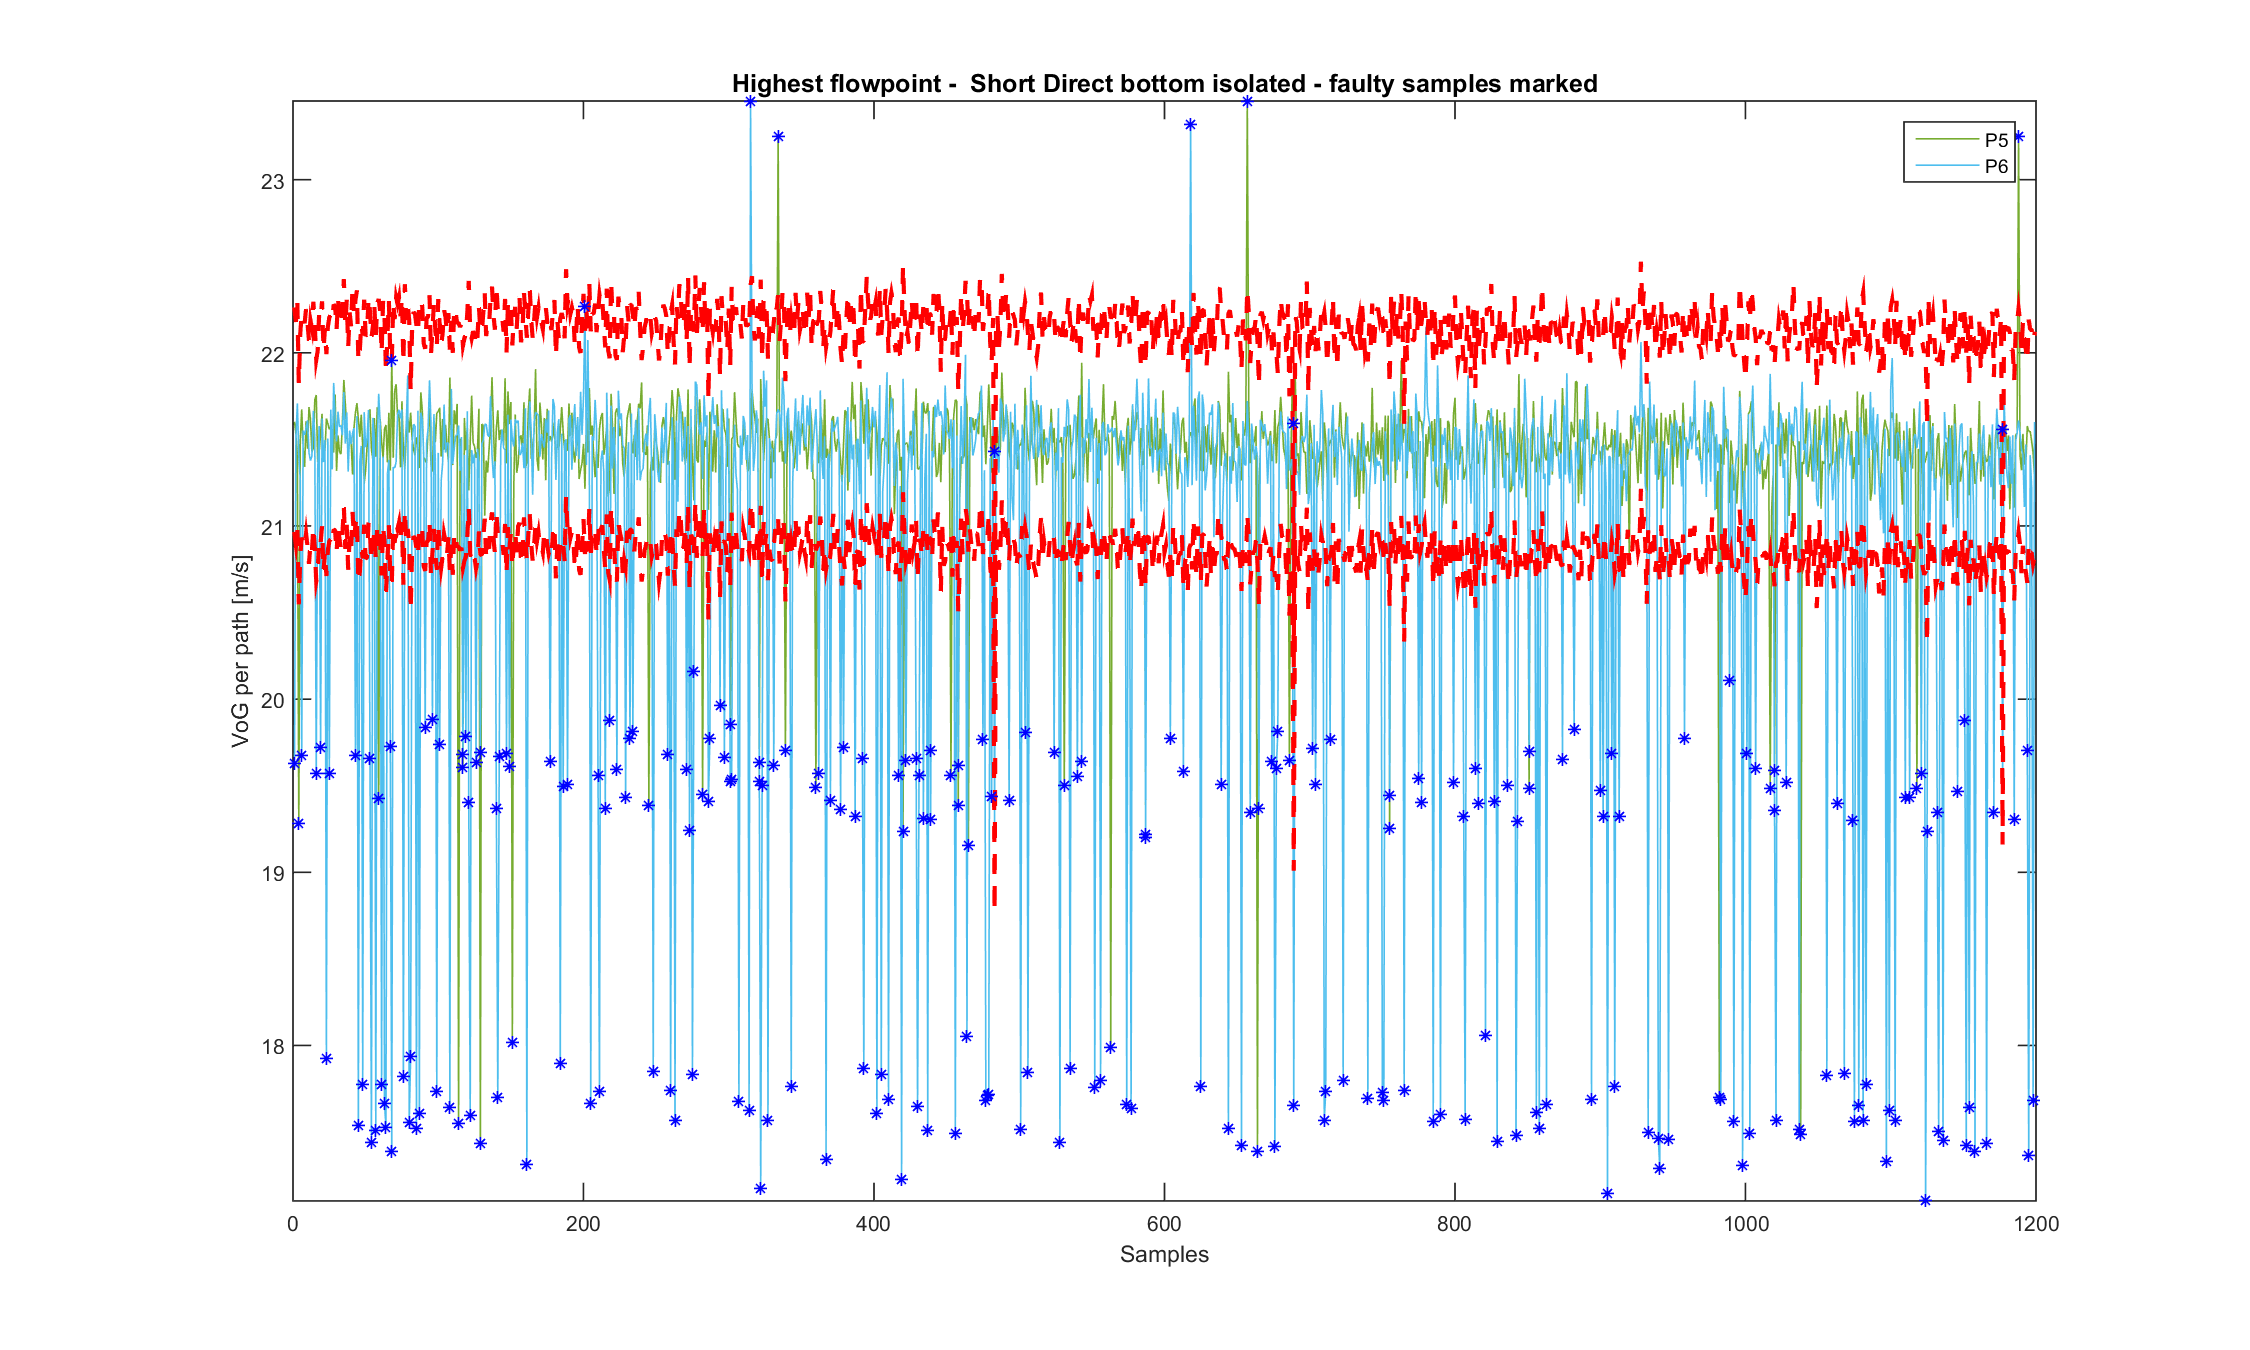 Highest flowpoint -  Short Direct bottom isolated - faulty samples marked
P5
P6
23
22
21
20
19
18
VoG per path [m/s]
0 200 400 600 800 1000 1200
Samples